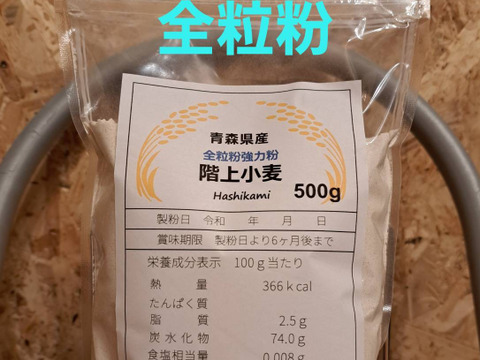 全粒粉
青森県産
全粒粉強力粉
階上小麦
Hashikami 500g
製粉日 令和 年 月 日
賞味期限 製粉日より6ヶ月後まで
栄養成分表示 100g当たり
熱 量 366kcal
たんぱく質
脂 質 2.5g
炭水化物 74.0g
食塩相当量 0.008g